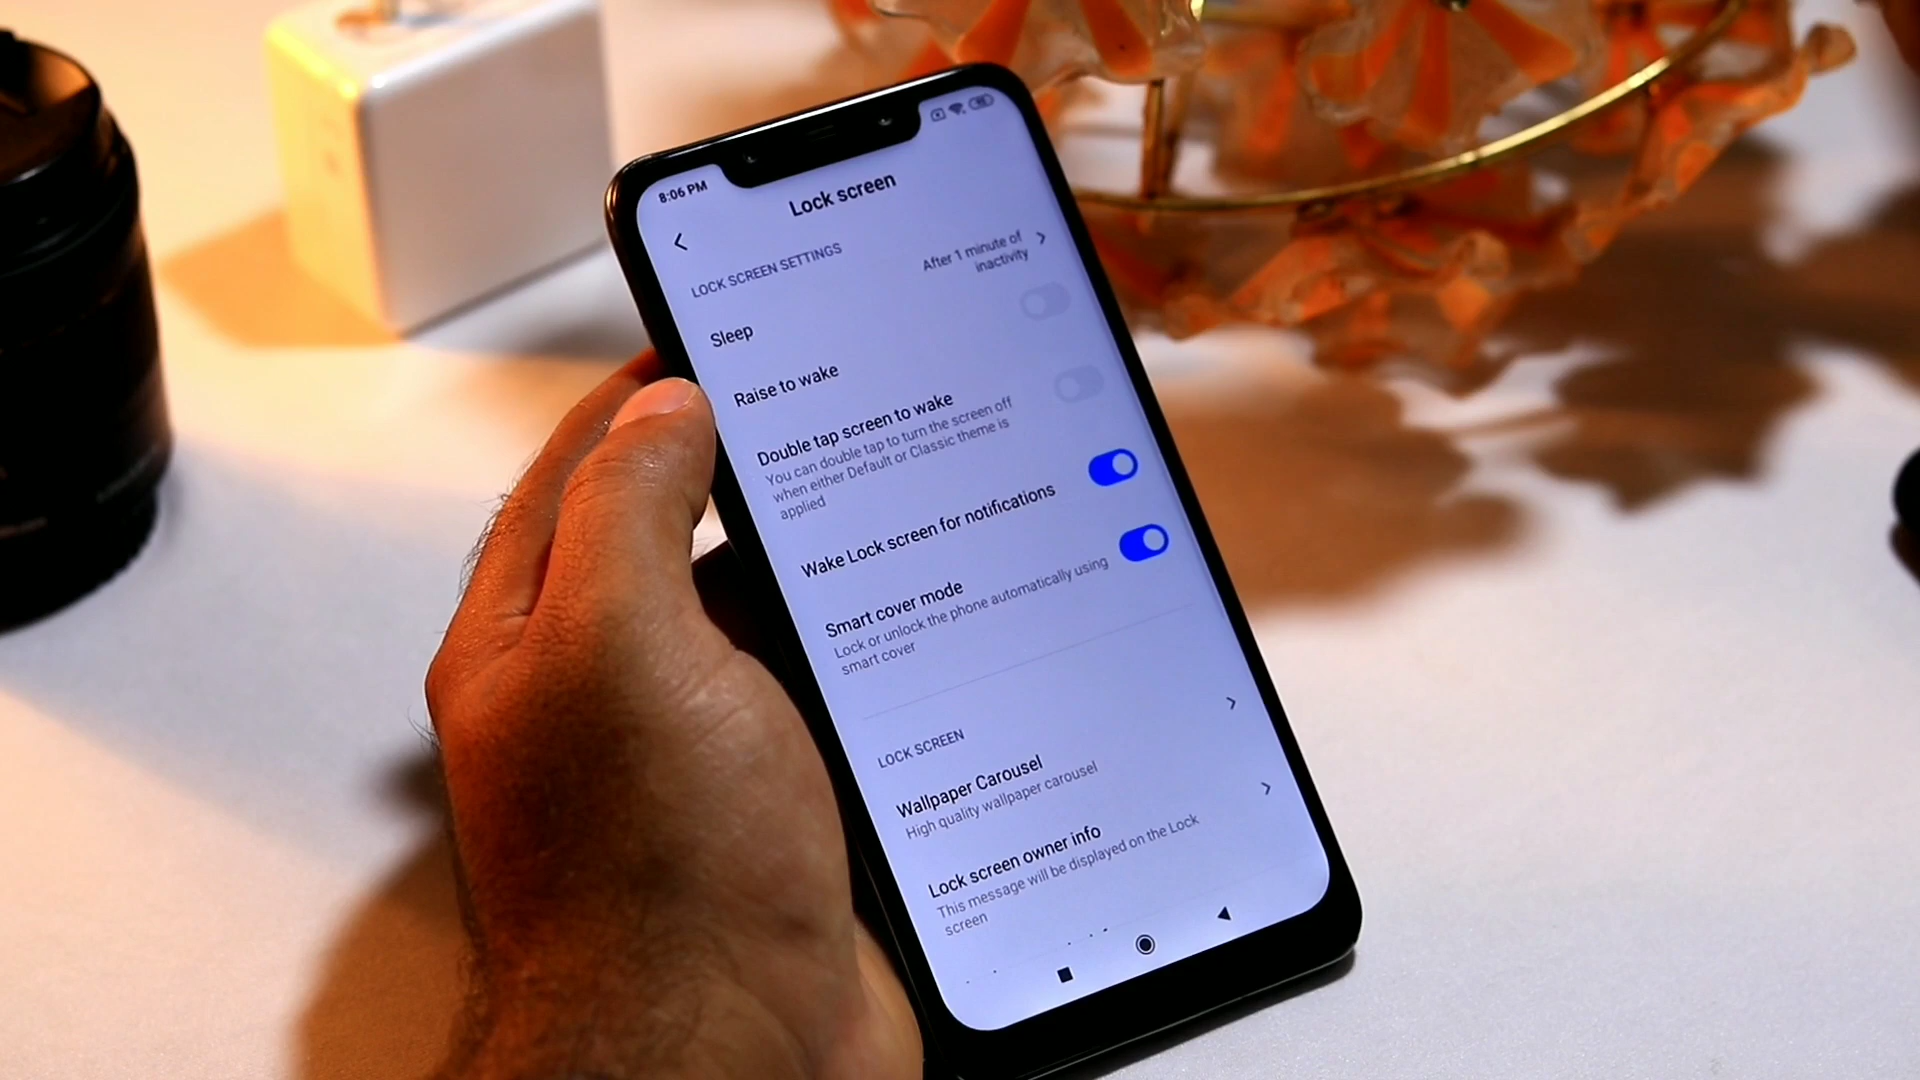 8:06 PM
Lock screen
LOCK SCREEN SETTINGS
Sleep
After 1 minute of
inactivity
Raise to wake
Double tap screen to wake
You can double tap to turn the screen off
when either Default or Classic theme is
applied
Wake Lock screen for notifications
Smart cover mode
Lock or unlock the phone automatically using
smart cover
LOCK SCREEN
Wallpaper Carousel
High quality wallpaper carousel
Lock screen owner info
This message will be displayed on the Lock
screen